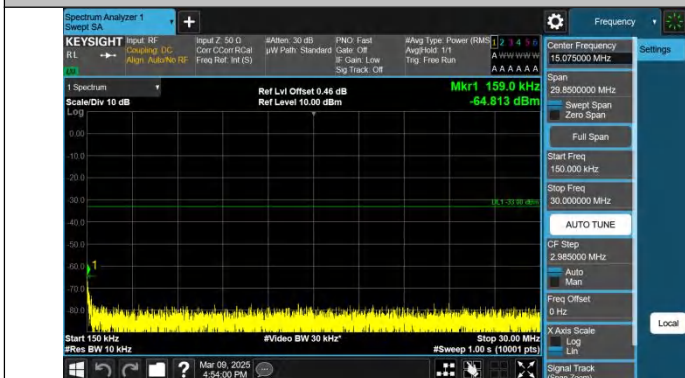 Spectrum Analyzer 1
Swept SA
Frequency
KEYSIGHT
RL
Input: RF
Coupling: DC
Align: Auto/No RF
Input Z: 50 Ω
Corr CCorr RCal
Freq Ref: Int (S)
#Atten: 30 dB
µW Path: Standard
PNO: Fast
Gate: Off
IF Gain: Low
Sig Track: Off
#Avg Type: Power (RMS
Avg|Hold: 1/1
Trig: Free Run
1 2 3 4 5 6
A W W W W W
A A A A A A
1 Spectrum
Scale/Div 10 dB
Log
Ref Lvl Offset 0.46 dB
Ref Level 10.00 dBm
Mkr1 159.0 kHz
-64.813 dBm
0.00
-10.0
-20.0
-30.0
-40.0
-50.0
-60.0
-70.0
-80.0
1
Start 150 kHz
#Res BW 10 kHz
#Video BW 30 kHz*
Stop 30.00 MHz
#Sweep 1.00 s (10001 pts)
Mar 09, 2025
4:54:00 PM
Center Frequency
15.075000 MHz
Settings
Span
29.8500000 MHz
Swept Span
Zero Span
Full Span
Start Freq
150.000 kHz
Stop Freq
30.000000 MHz
AUTO TUNE
CF Step
2.985000 MHz
Auto
Man
Freq Offset
0 Hz
X Axis Scale
Log
Lin
Local
Signal Track
(Span Zoom)